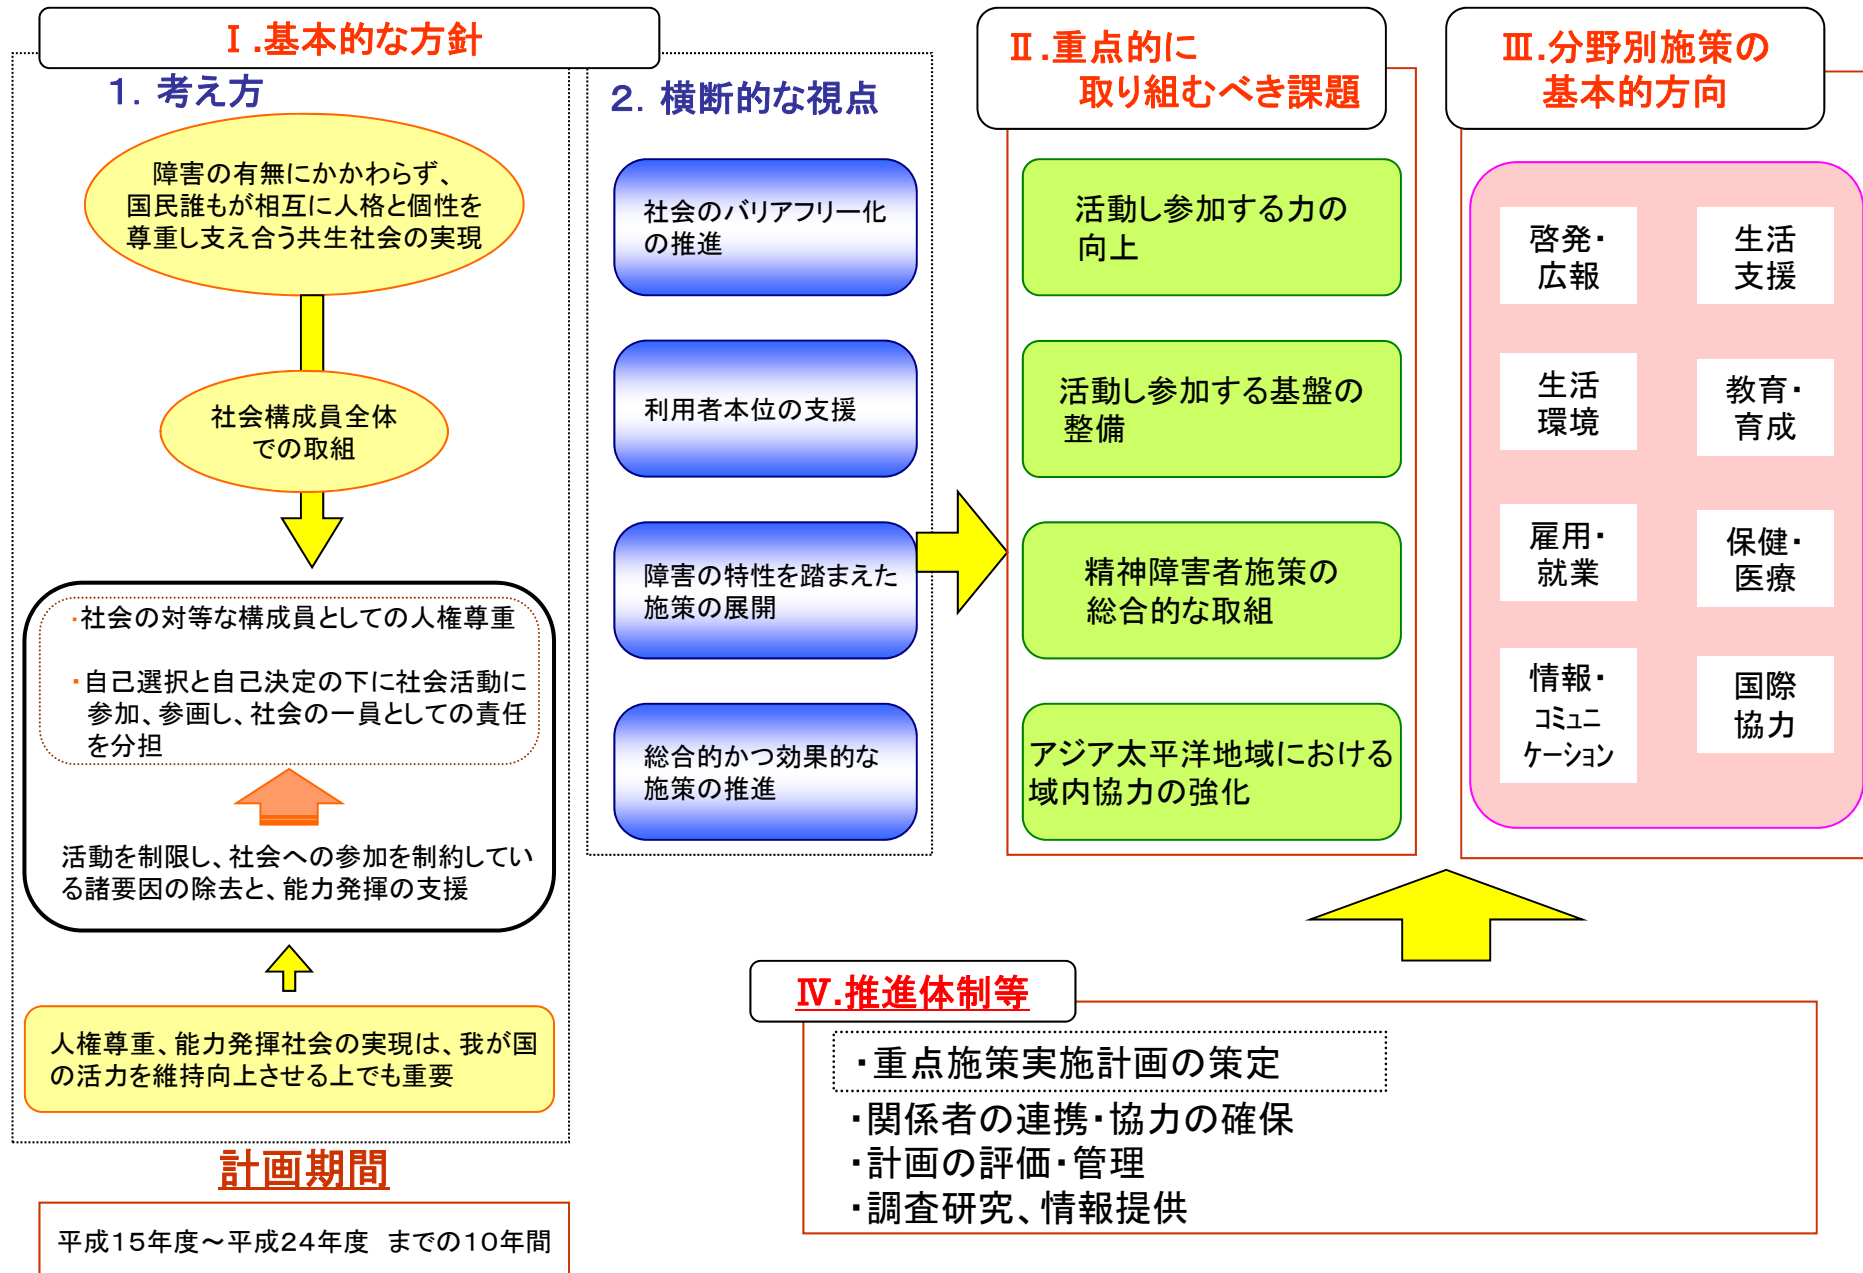 Ⅰ.基本的な方針
1. 考え方
障害の有無にかかわらず、
国民誰もが相互に人格と個性を
尊重し支え合う共生社会の実現
社会構成員全体
での取組
・社会の対等な構成員としての人権尊重
・自己選択と自己決定の下に社会活動に
参加、参画し、社会の一員としての責任
を分担
活動を制限し、社会への参加を制約してい
る諸要因の除去と、能力発揮の支援
人権尊重、能力発揮社会の実現は、我が国
の活力を維持向上させる上でも重要
計画期間
平成15年度～平成24年度 までの10年間
2. 横断的な視点
社会のバリアフリー化
の推進
利用者本位の支援
障害の特性を踏まえた
施策の展開
総合的かつ効果的な
施策の推進
Ⅱ.重点的に
取り組むべき課題
活動し参加する力の
向上
活動し参加する基盤の
整備
精神障害者施策の
総合的な取組
アジア太平洋地域における
域内協力の強化
Ⅲ.分野別施策の
基本的方向
啓発・
広報
生活
支援
生活
環境
教育・
育成
雇用・
就業
保健・
医療
情報・
コミュニ
ケーション
国際
協力
Ⅳ.推進体制等
・重点施策実施計画の策定
・関係者の連携・協力の確保
・計画の評価・管理
・調査研究、情報提供